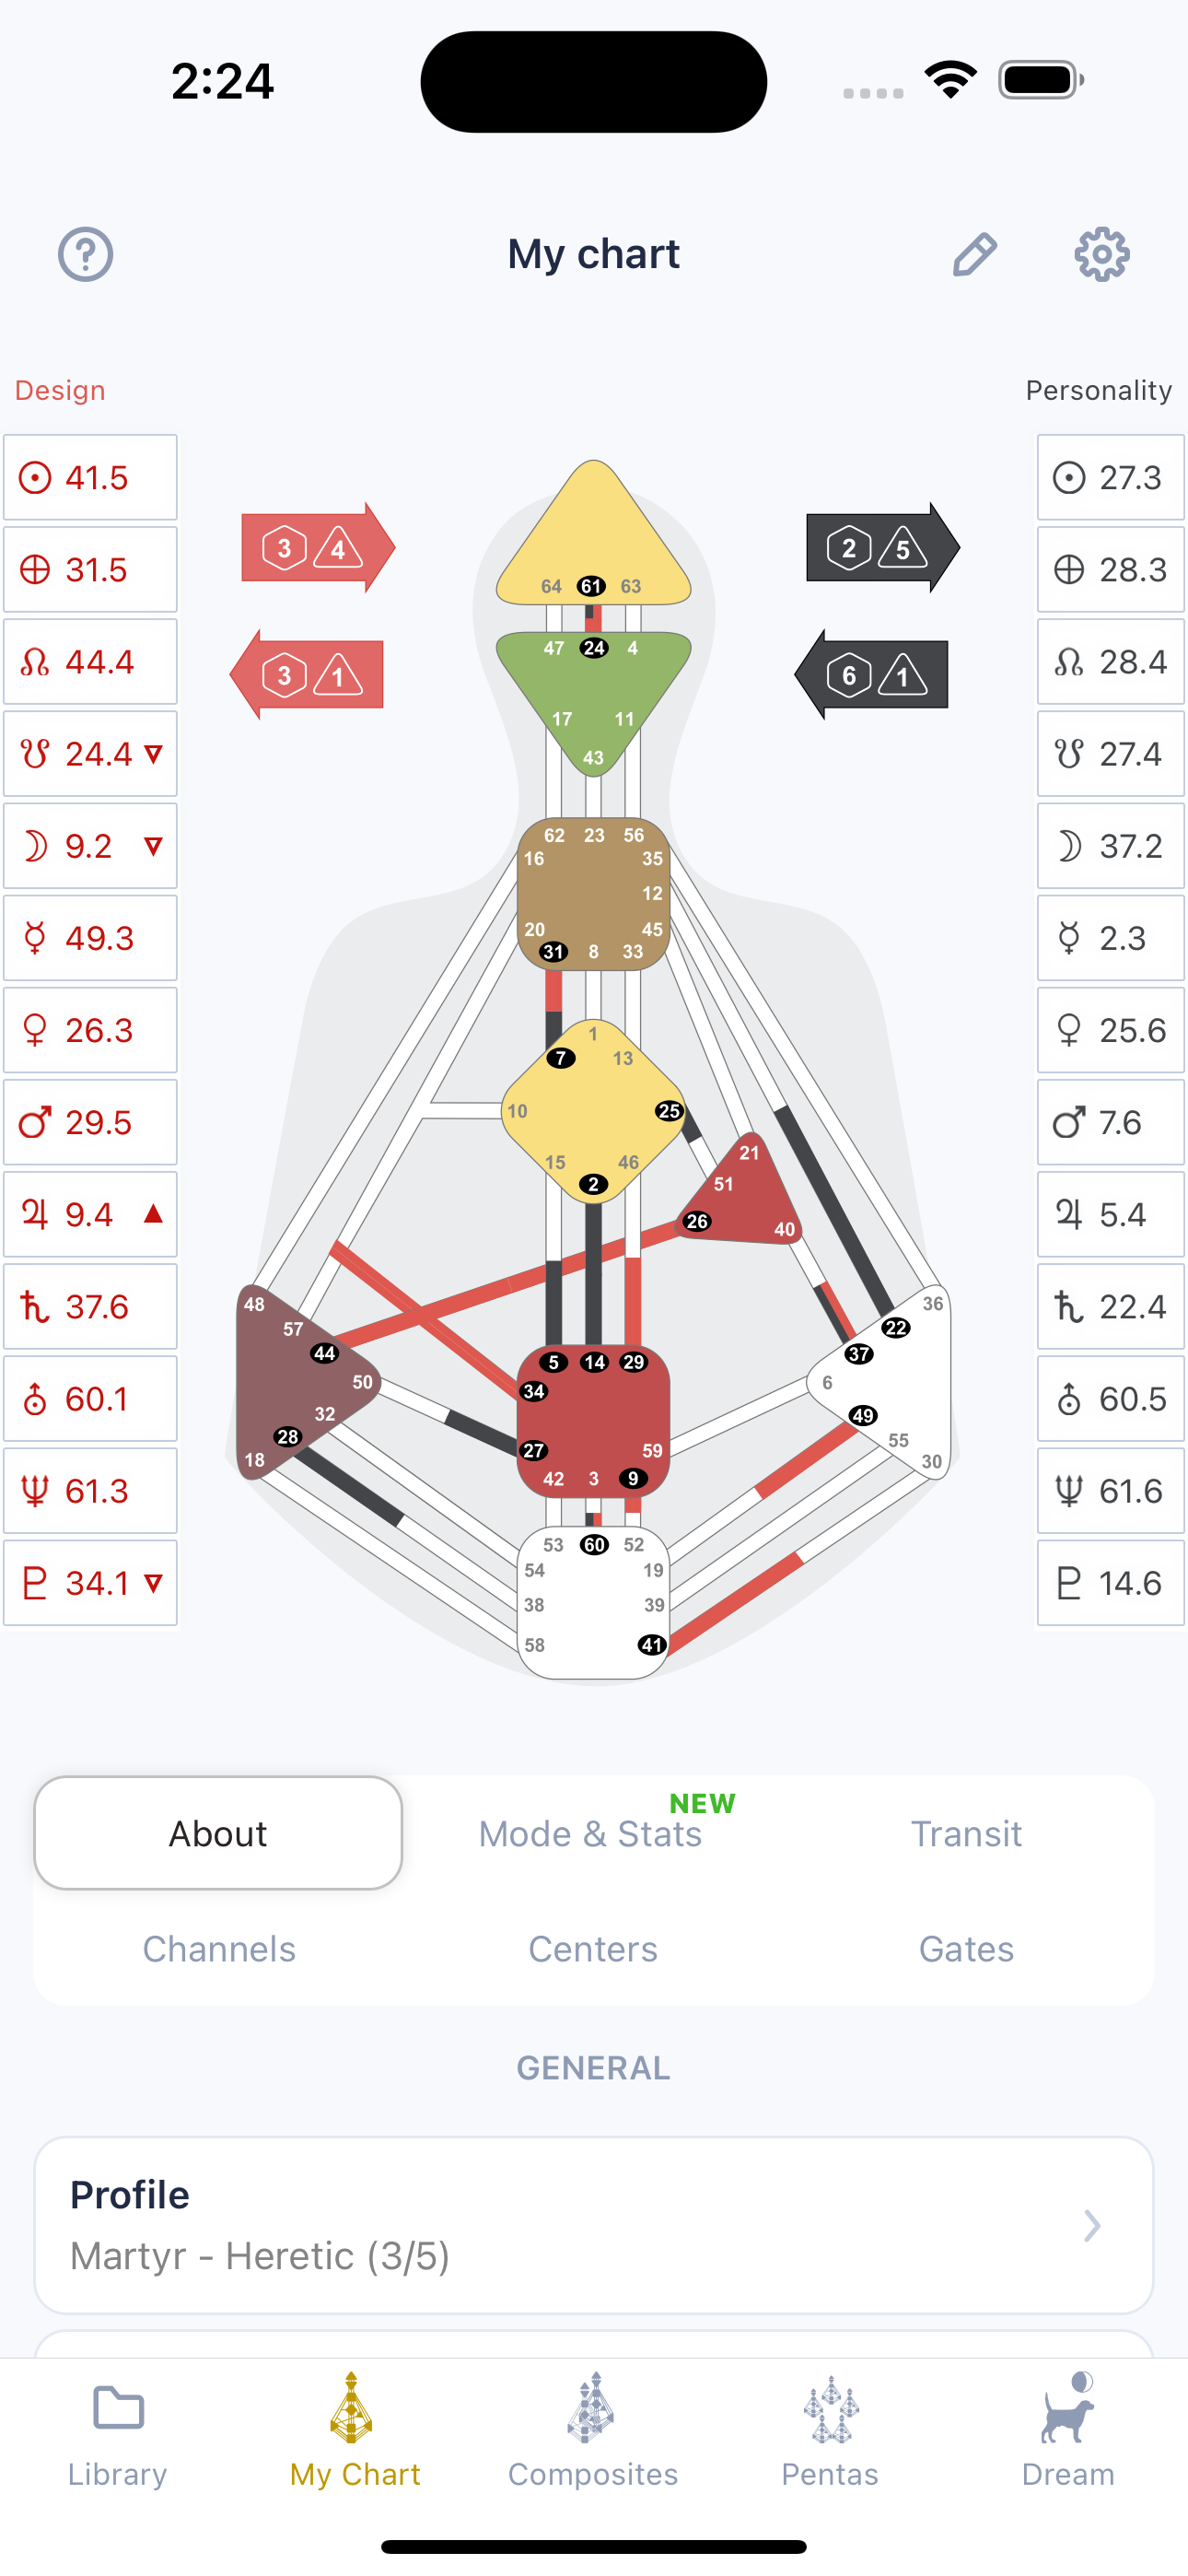 2:24
My chart
Design
Personality
☉ 41.5
⊕ 31.5
☊ 44.4
☋ 24.4 ▽
☽ 9.2 ▽
☿ 49.3
♀ 26.3
♂ 29.5
♃ 9.4 ▲
♄ 37.6
⛢ 60.1
♆ 61.3
♇ 34.1 ▽
3 4
3 1
2 5
6 1
64 61 63
47 24 4
17 11
43
62 23 56
16 35
12
20 45
31 8 33
1
7 13
10 25
15 46
2
21
51
26 40
48
57
44
50
32
28
18
36
22
37
6
49
55
30
5 14 29
34
27 59
42 3 9
53 60 52
54 19
38 39
58 41
☉ 27.3
⊕ 28.3
☊ 28.4
☋ 27.4
☽ 37.2
☿ 2.3
♀ 25.6
♂ 7.6
♃ 5.4
♄ 22.4
⛢ 60.5
♆ 61.6
♇ 14.6
About
NEW
Mode & Stats
Transit
Channels
Centers
Gates
GENERAL
Profile
Martyr - Heretic (3/5)
Library
My Chart
Composites
Pentas
Dream